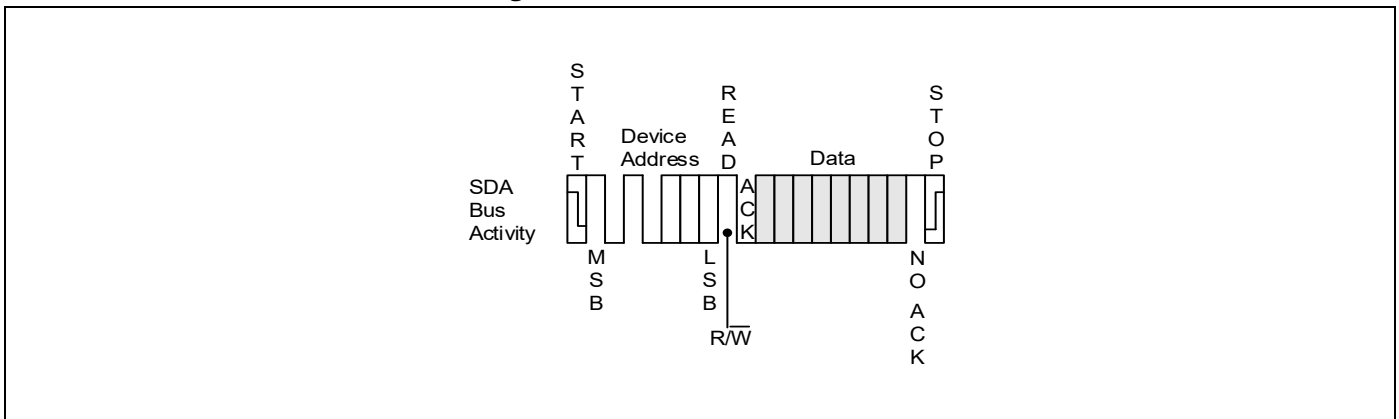 START
READ
STOP
Device
Address
Data
SDA
Bus
Activity
ACK
MSB
LSB
NO ACK
R/W̅